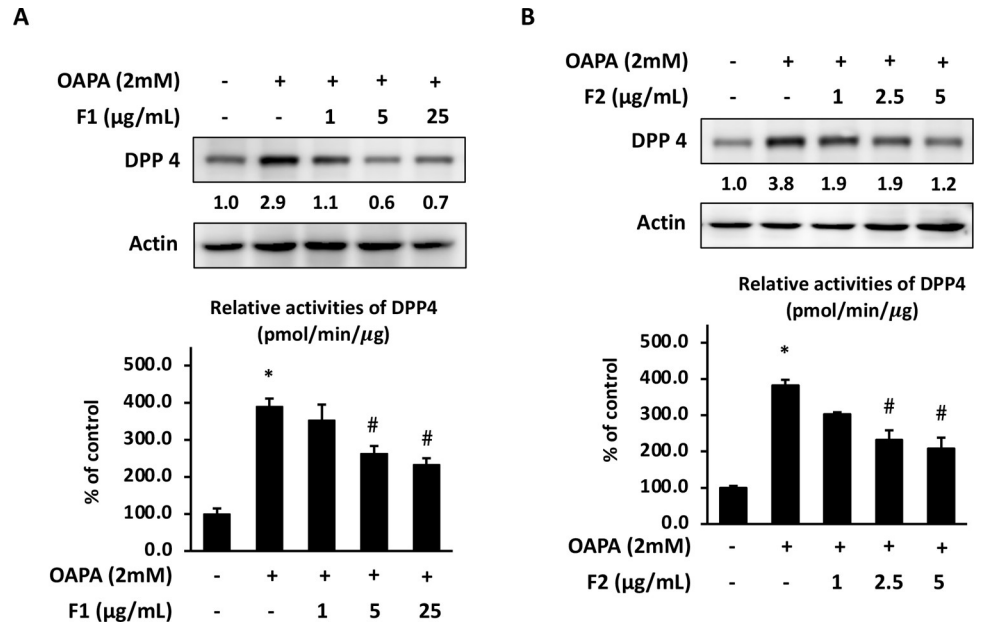 A
OAPA (2mM) - + + + +
F1 (µg/mL) - - 1 5 25
DPP 4
1.0 2.9 1.1 0.6 0.7
Actin
Relative activities of DPP4
(pmol/min/µg)
% of control
500.0
400.0
300.0
200.0
100.0
0.0
*
#
#
OAPA (2mM) - + + + +
F1 (µg/mL) - - 1 5 25
B
OAPA (2mM) - + + + +
F2 (µg/mL) - - 1 2.5 5
DPP 4
1.0 3.8 1.9 1.9 1.2
Actin
Relative activities of DPP4
(pmol/min/µg)
% of control
500.0
400.0
300.0
200.0
100.0
0.0
*
#
#
OAPA (2mM) - + + + +
F2 (µg/mL) - - 1 2.5 5